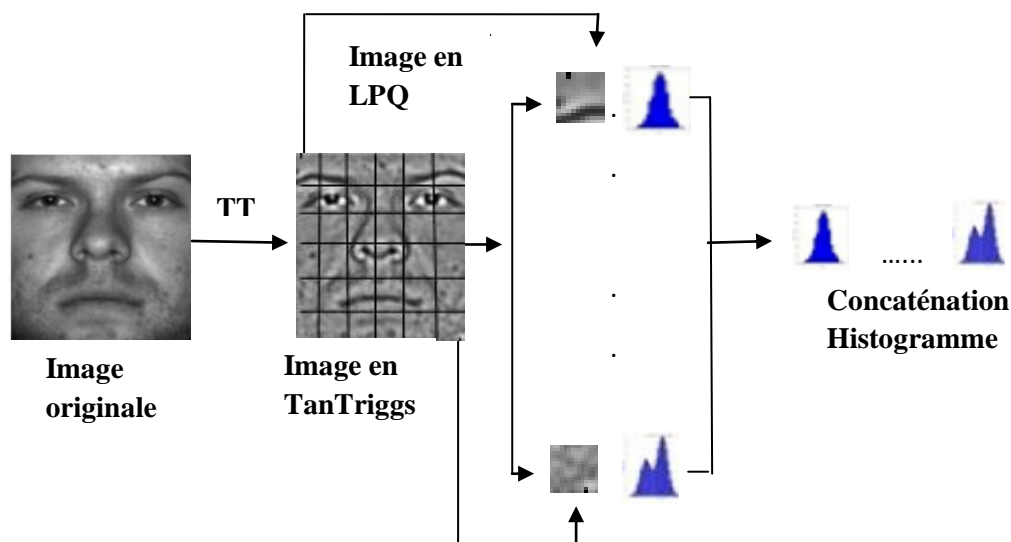 Image en
LPQ
TT
......
Concaténation
Histogramme
Image
originale
Image en
TanTriggs